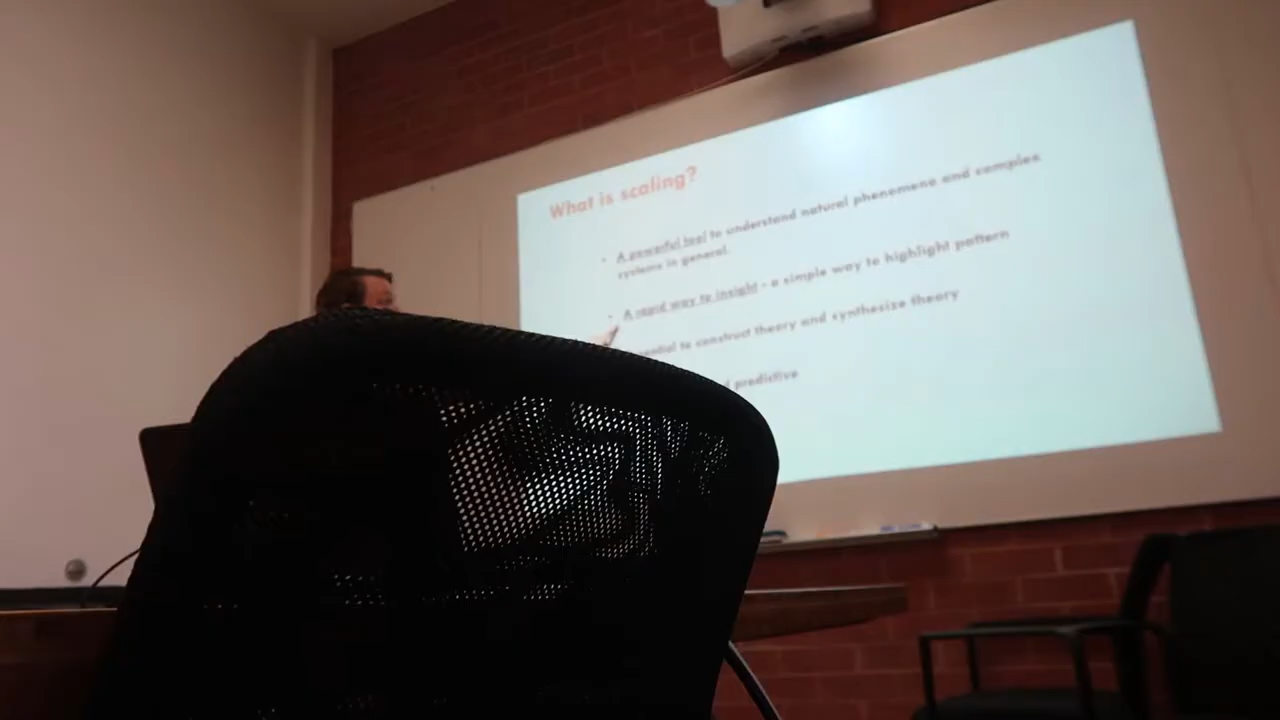 What is scaling?
A powerful tool to understand natural phenomena and complex
systems in general.
A rapid way to insight - a simple way to highlight pattern
to construct theory and synthesize theory
predictive